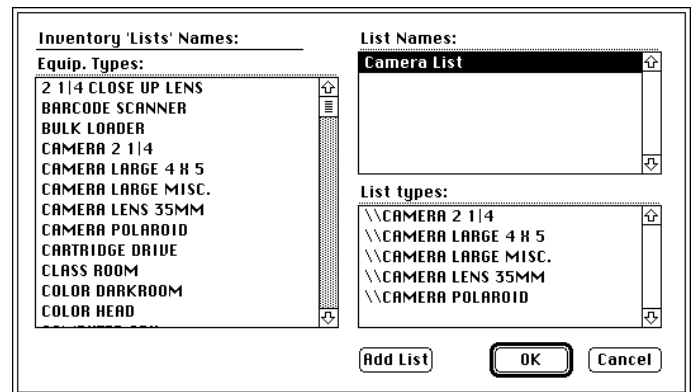 Inventory 'Lists' Names:
Equip. Types:
2 1|4 CLOSE UP LENS
BARCODE SCANNER
BULK LOADER
CAMERA 2 1|4
CAMERA LARGE 4 X 5
CAMERA LARGE MISC.
CAMERA LENS 35MM
CAMERA POLAROID
CARTRIDGE DRIVE
CLASS ROOM
COLOR DARKROOM
COLOR HEAD
List Names:
Camera List
List types:
\\CAMERA 2 1|4
\\CAMERA LARGE 4 X 5
\\CAMERA LARGE MISC.
\\CAMERA LENS 35MM
\\CAMERA POLAROID
Add List
OK
Cancel